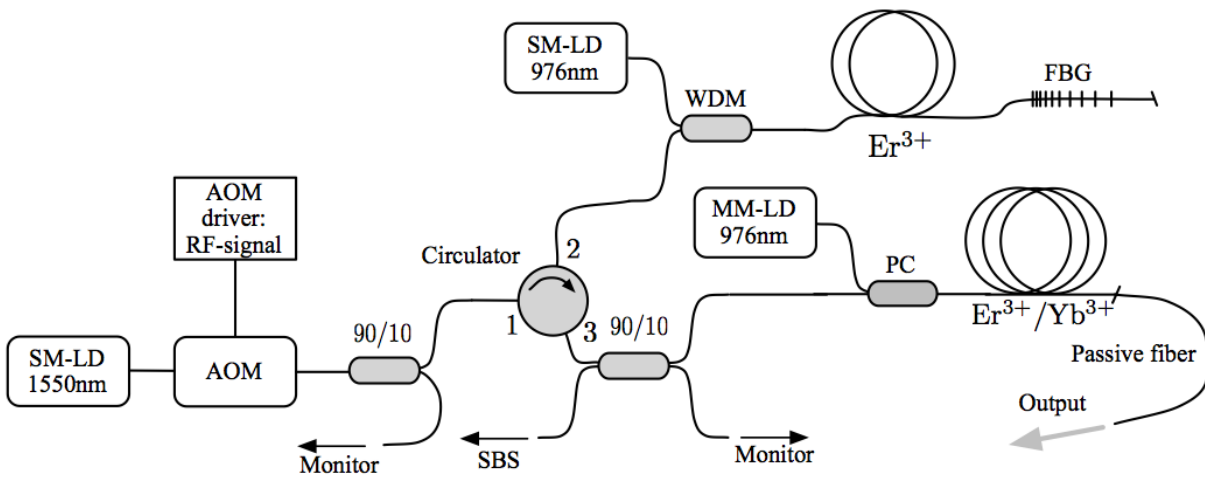 SM-LD
976nm
WDM
FBG
Er³⁺
AOM
driver:
RF-signal
MM-LD
976nm
PC
Er³⁺/Yb³⁺
Circulator
2
1
3
90/10
90/10
SM-LD
1550nm
AOM
Passive fiber
Output
Monitor
SBS
Monitor